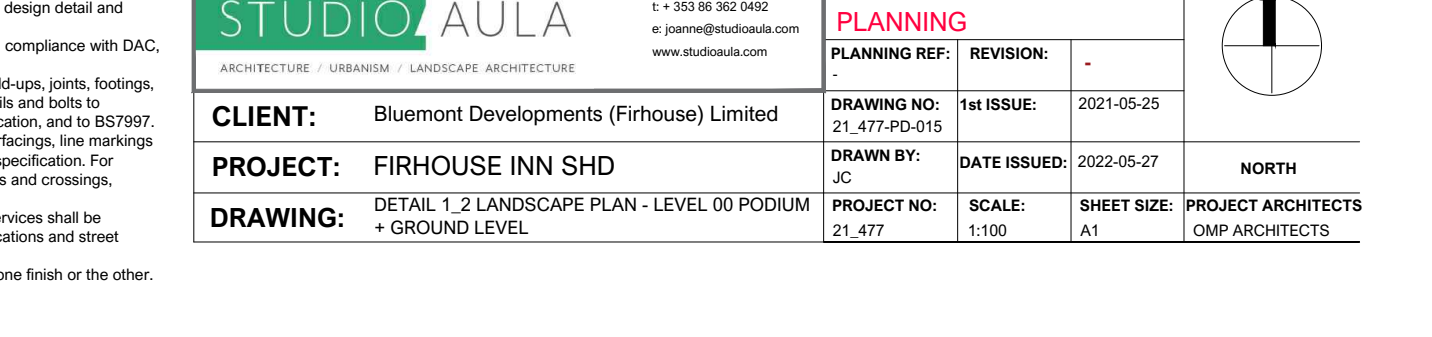 design detail and
compliance with DAC,
ld-ups, joints, footings,
ils and bolts to
cation, and to BS7997.
rfacings, line markings
specification. For
s and crossings,
ervices shall be
cations and street
one finish or the other.
STUDIO AULA
ARCHITECTURE / URBANISM / LANDSCAPE ARCHITECTURE
t: + 353 86 362 0492
e: joanne@studioaula.com
www.studioaula.com
PLANNING
PLANNING REF: REVISION: -
-
CLIENT: Bluemont Developments (Firhouse) Limited
DRAWING NO: 1st ISSUE: 2021-05-25
21_477-PD-015
PROJECT: FIRHOUSE INN SHD
DRAWN BY: DATE ISSUED: 2022-05-27
JC
NORTH
DRAWING: DETAIL 1_2 LANDSCAPE PLAN - LEVEL 00 PODIUM
+ GROUND LEVEL
PROJECT NO: SCALE: SHEET SIZE: PROJECT ARCHITECTS
21_477 1:100 A1 OMP ARCHITECTS